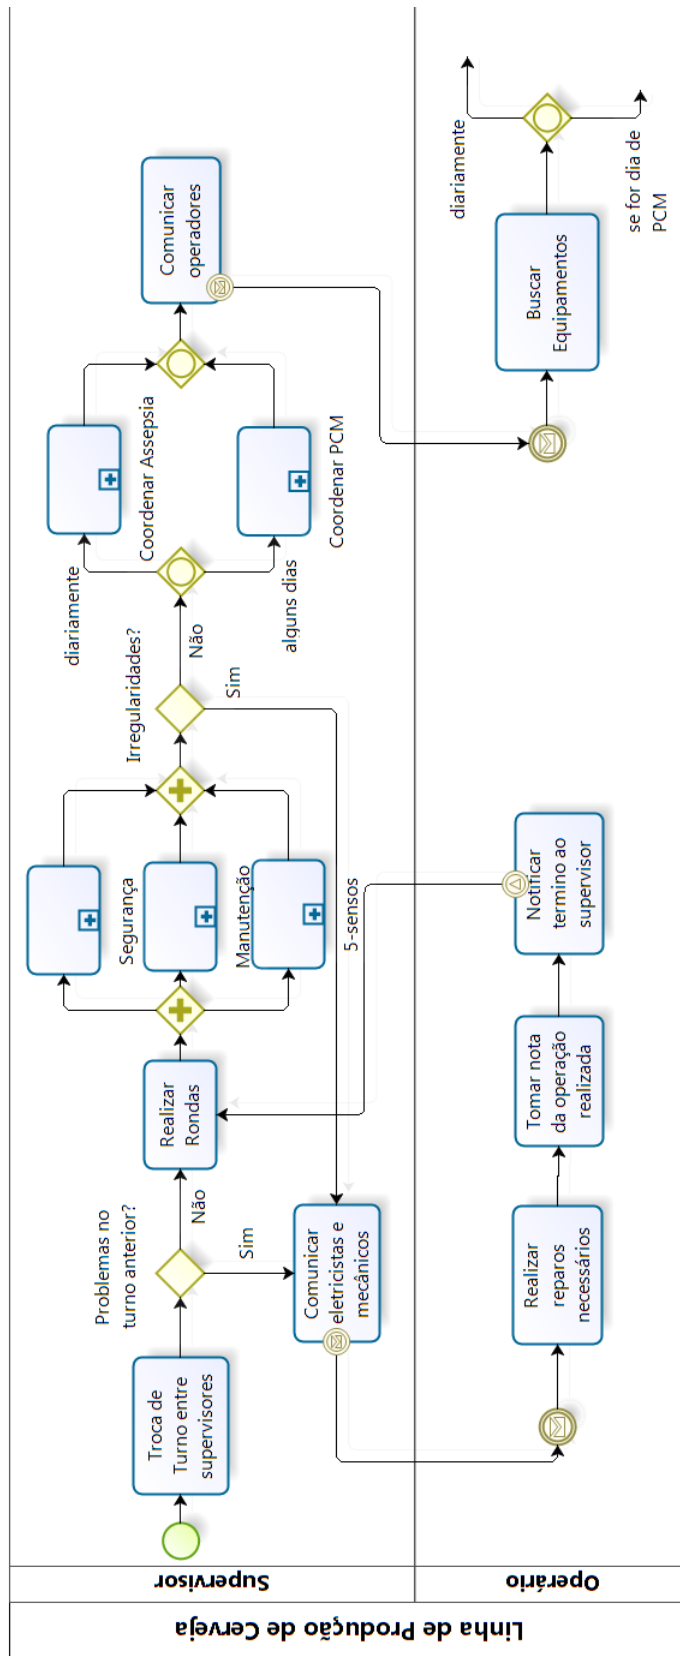 Linha de Produção de Cerveja
Supervisor
Troca de
Turno entre
supervisores
Problemas no
turno anterior?
Não
Sim
Comunicar
eletricistas e
mecânicos
Realizar
Rondas
Segurança
Manutenção
5-sensos
Irregularidades?
Não
Sim
diariamente
alguns dias
Coordenar Assepsia
Coordenar PCM
Comunicar
operadores
Operário
Realizar
reparos
necessários
Tomar nota
da operação
realizada
Notificar
termino ao
supervisor
Buscar
Equipamentos
diariamente
se for dia de
PCM